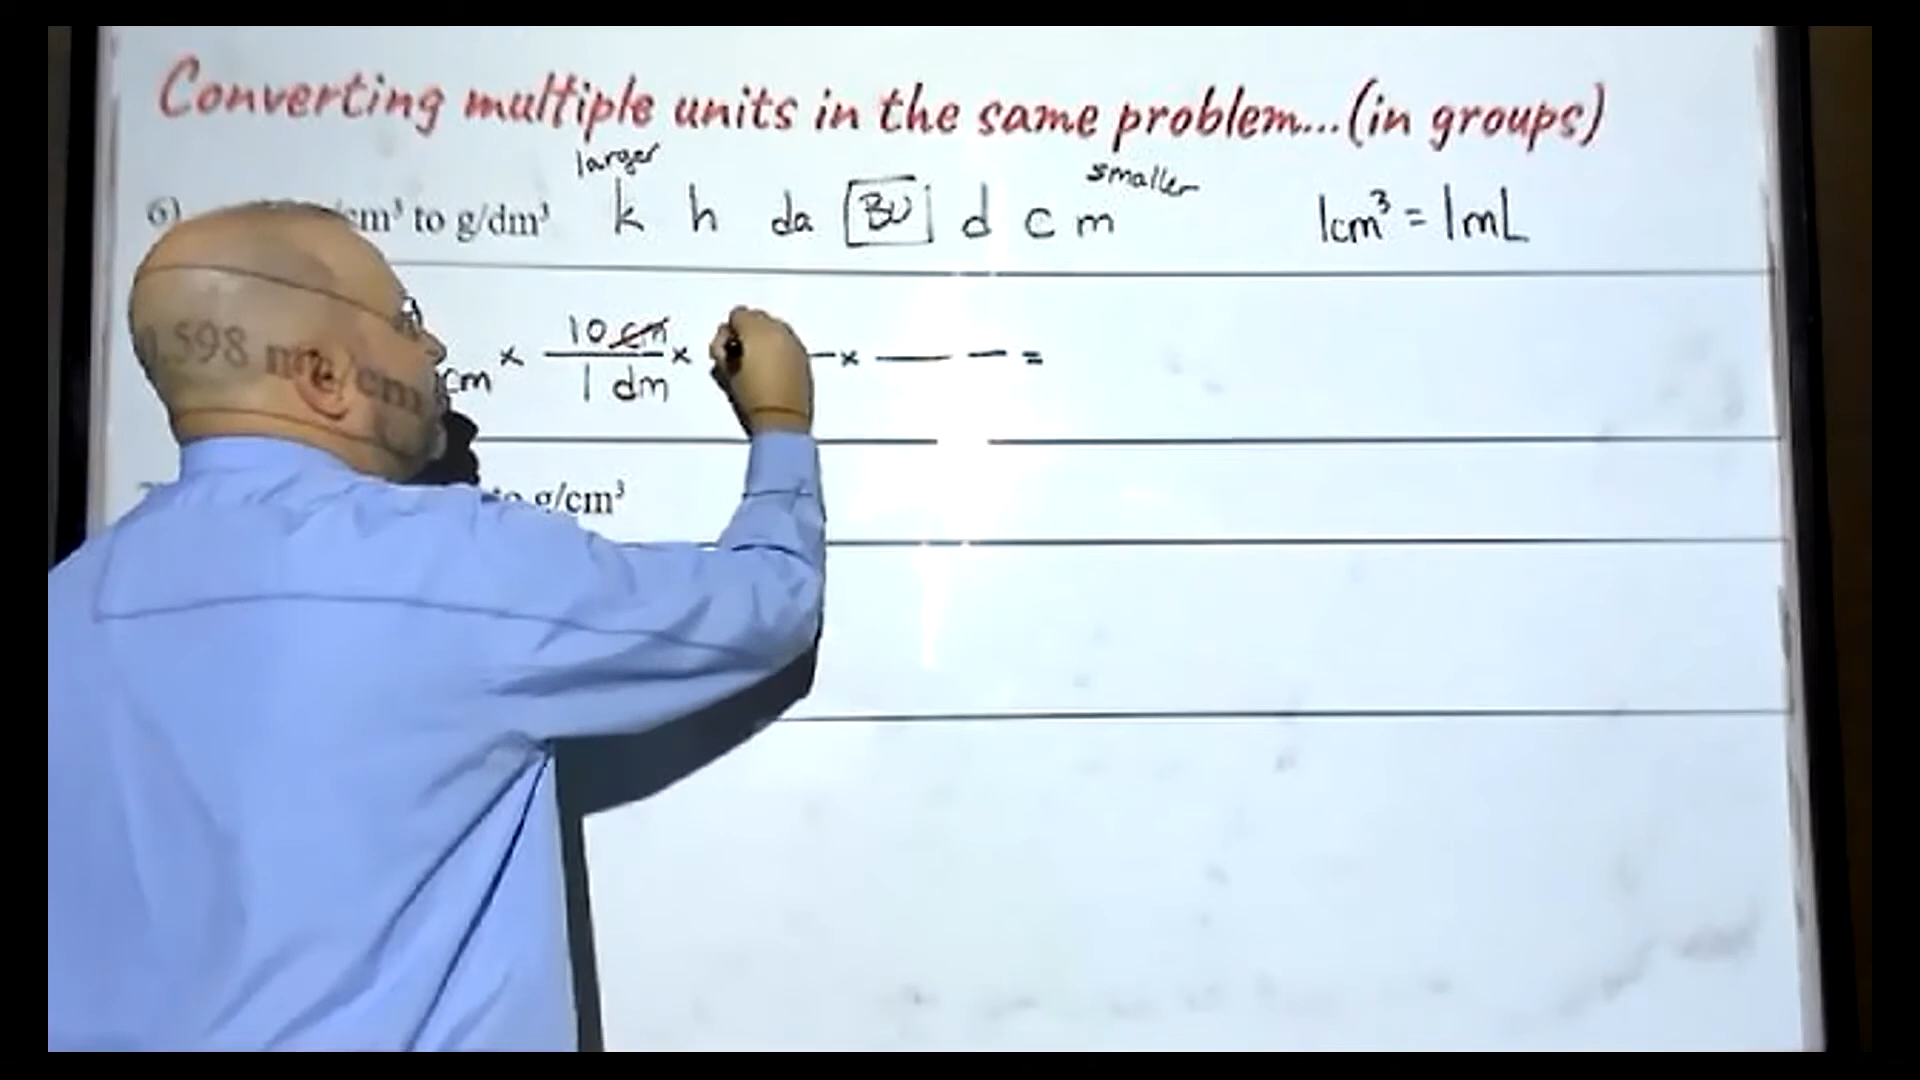 Converting multiple units in the same problem...(in groups)
larger smaller
6) /cm³ to g/dm³ k h da BU d c m 1cm³ = 1mL
.598 /cm
cm × 10 cm / 1 dm × × =
g/cm³